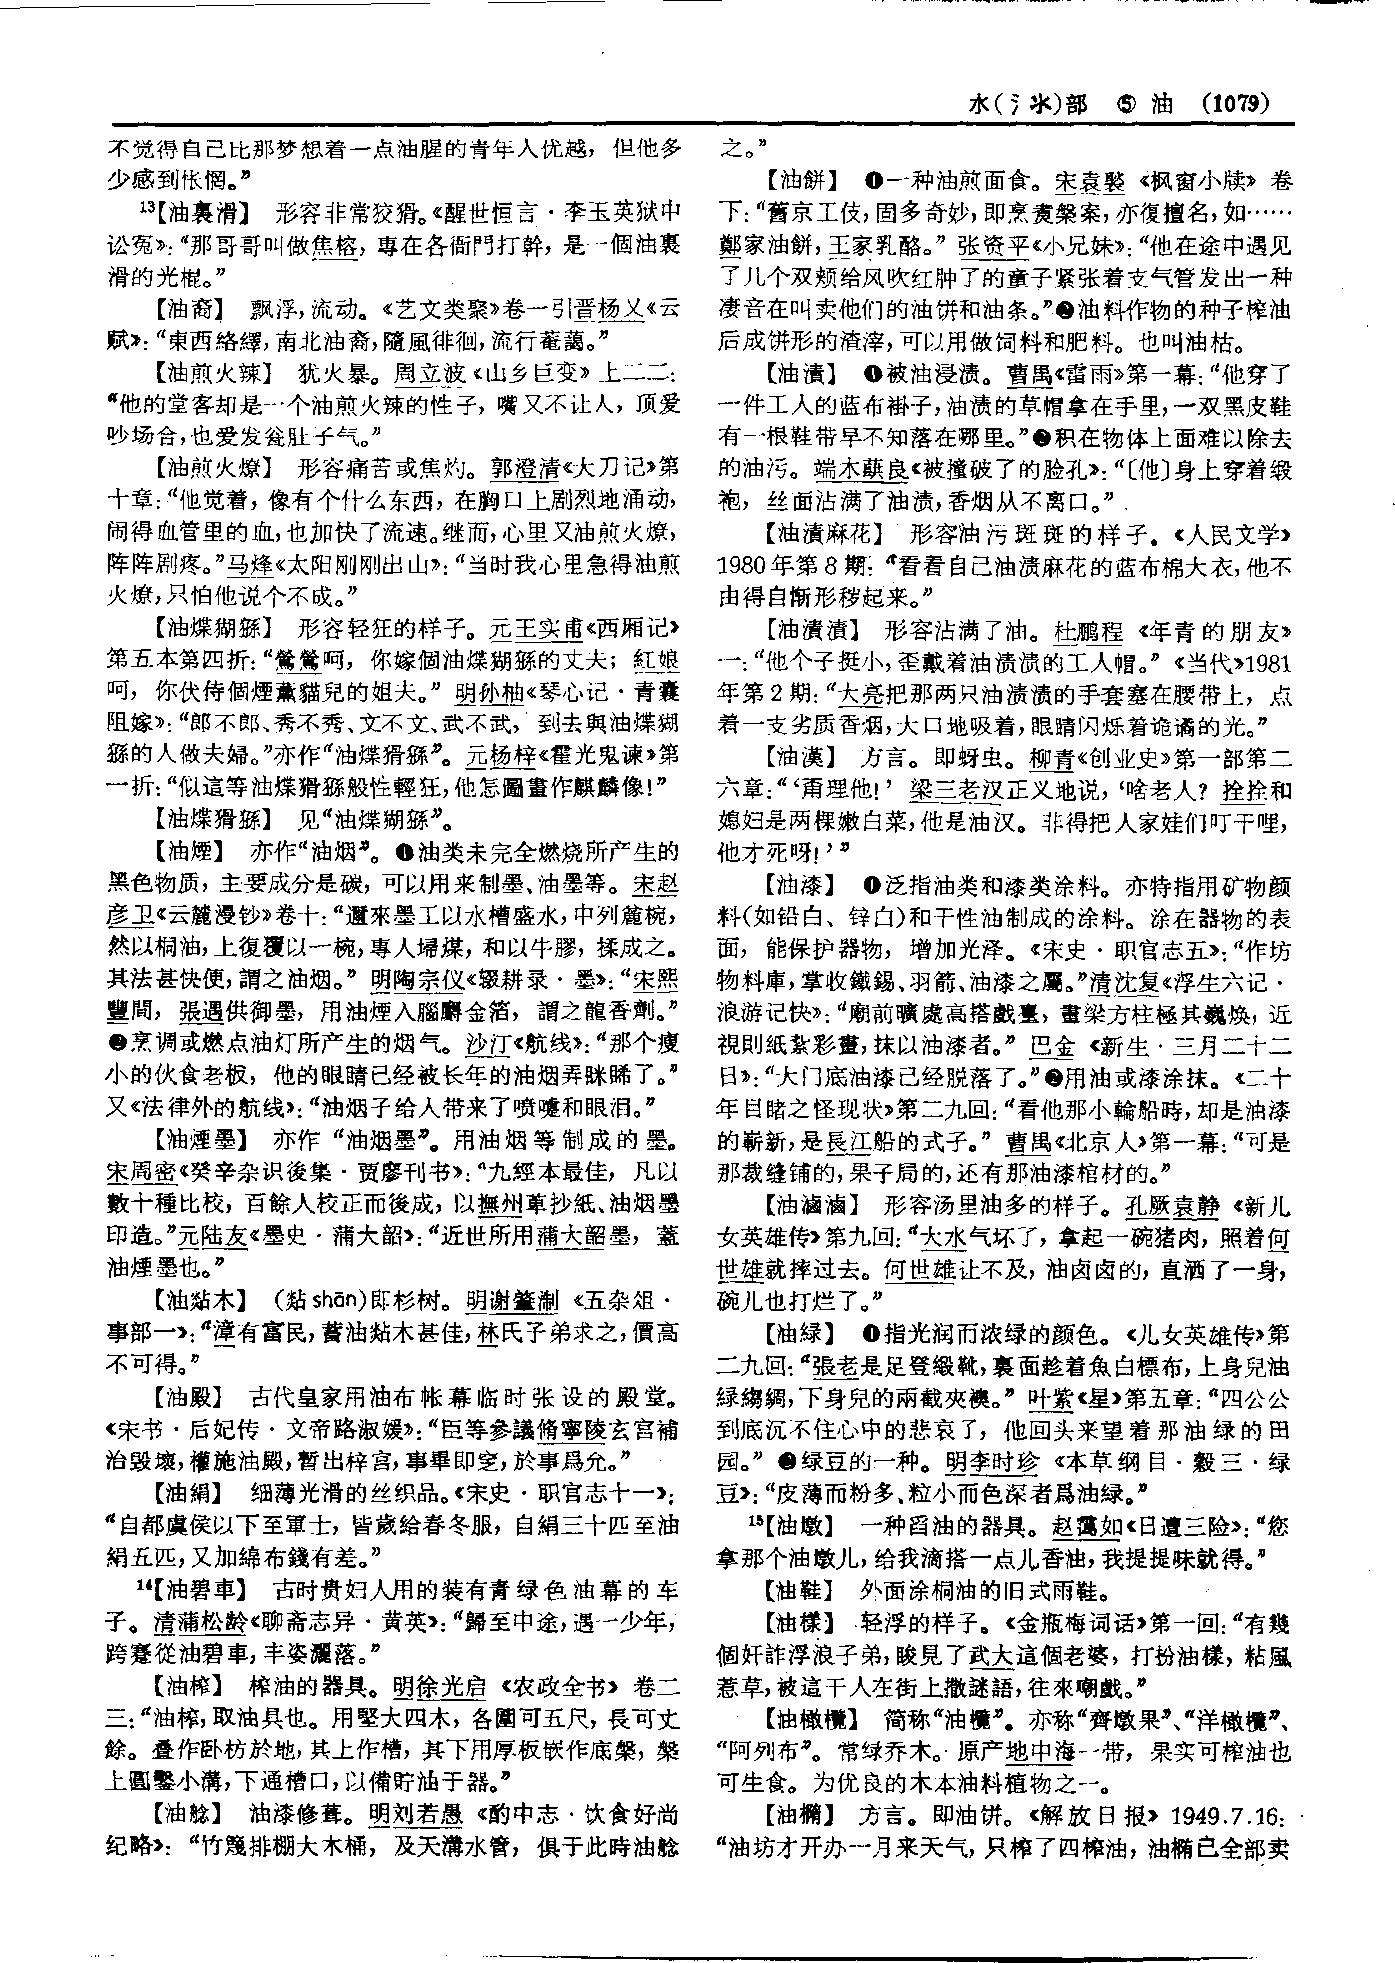 水(氵氺)部 ⑤ 油 (1079)
不觉得自己比那梦想着一点油腥的青年人优越，但他多
少感到怅惘。”
13【油裏滑】 形容非常狡猾。《醒世恒言·李玉英狱中
讼冤》：“那哥哥叫做焦榕，專在各衙門打幹，是一個油裏
滑的光棍。”
【油裔】 飘浮，流动。《艺文类聚》卷一引晋杨乂《云
赋》：“東西絡繹，南北油裔，隨風徘徊，流行菴藹。”
【油煎火辣】 犹火暴。周立波《山乡巨变》上二二：
“他的堂客却是一个油煎火辣的性子，嘴又不让人，顶爱
吵场合，也爱发瓮肚子气。”
【油煎火燎】 形容痛苦或焦灼。郭澄清《大刀记》第
十章：“他觉着，像有个什么东西，在胸口上剧烈地涌动，
闹得血管里的血，也加快了流速。继而，心里又油煎火燎，
阵阵剧疼。”马烽《太阳刚刚出山》：“当时我心里急得油煎
火燎，只怕他说个不成。”
【油煠猢猻】 形容轻狂的样子。元王实甫《西厢记》
第五本第四折：“鶯鶯呵，你嫁個油煠猢猻的丈夫；紅娘
呵，你伏侍個煙薰貓兒的姐夫。” 明孙柚《琴心记·青囊
阻嫁》：“郎不郎、秀不秀、文不文、武不武，到去與油煠猢
猻的人做夫婦。”亦作“油煠猾猻”。元杨梓《霍光鬼谏》第
一折：“似這等油煠猾猻般性輕狂，他怎圖畫作麒麟像！”
【油煠猾猻】 见“油煠猢猻”。
【油煙】 亦作“油烟”。❶油类未完全燃烧所产生的
黑色物质，主要成分是碳，可以用来制墨、油墨等。宋赵
彦卫《云麓漫钞》卷十：“邇來墨工以水槽盛水，中列麄椀，
然以桐油，上復覆以一椀，專人埽煤，和以牛膠，揉成之。
其法甚快便，謂之油烟。” 明陶宗仪《辍耕录·墨》：“宋熙
豐間，張遇供御墨，用油煙入腦麝金箔，謂之龍香劑。”
❷烹调或燃点油灯所产生的烟气。沙汀《航线》：“那个瘦
小的伙食老板，他的眼睛已经被长年的油烟弄眯睎了。”
又《法律外的航线》：“油烟子给人带来了喷嚏和眼泪。”
【油煙墨】 亦作“油烟墨”。用油烟等制成的墨。
宋周密《癸辛杂识後集·贾廖刊书》：“九經本最佳，凡以
數十種比校，百餘人校正而後成，以撫州萆抄紙、油烟墨
印造。”元陆友《墨史·蒲大韶》：“近世所用蒲大韶墨，蓋
油煙墨也。”
【油煔木】 (煔 shān)即杉树。明谢肇淛《五杂俎·
事部一》：“漳有富民，蓄油煔木甚佳，林氏子弟求之，價高
不可得。”
【油殿】 古代皇家用油布帐幕临时张设的殿堂。
《宋书·后妃传·文帝路淑媛》：“臣等參議脩寧陵玄宫補
治毀壞，權施油殿，暫出梓宫，事畢即窆，於事爲允。”
【油絹】 细薄光滑的丝织品。《宋史·职官志十一》：
“自都虞侯以下至軍士，皆歲給春冬服，自絹三十匹至油
絹五匹，又加綿布錢有差。”
14【油碧車】 古时贵妇人用的装有青绿色油幕的车
子。清蒲松龄《聊斋志异·黄英》：“歸至中途，遇一少年，
跨蹇從油碧車，丰姿灑落。”
【油榨】 榨油的器具。明徐光启《农政全书》卷二
三：“油榨，取油具也。用堅大四木，各圍可五尺，長可丈
餘。疊作卧枋於地，其上作槽，其下用厚板嵌作底槃，槃
上圓鑿小溝，下通槽口，以備貯油于器。”
【油艌】 油漆修葺。明刘若愚《酌中志·饮食好尚
纪略》：“竹篾排棚大木桶，及天溝水管，俱于此時油艌
之。”
【油餅】 ❶一种油煎面食。宋袁褧《枫窗小牍》卷
下：“舊京工伎，固多奇妙，即烹煑槃案，亦復擅名，如……
鄭家油餅，王家乳酪。” 张资平《小兄妹》：“他在途中遇见
了几个双颊给风吹红肿了的童子紧张着支气管发出一种
凄音在叫卖他们的油饼和油条。”❷油料作物的种子榨油
后成饼形的渣滓，可以用做饲料和肥料。也叫油枯。
【油漬】 ❶被油浸渍。曹禺《雷雨》第一幕：“他穿了
一件工人的蓝布褂子，油渍的草帽拿在手里，一双黑皮鞋
有一根鞋带早不知落在哪里。”❷积在物体上面难以除去
的油污。端木蕻良《被撞破了的脸孔》：“〔他〕身上穿着缎
袍，丝面沾满了油渍，香烟从不离口。”
【油漬麻花】 形容油污斑斑的样子。《人民文学》
1980年第8期：“看看自己油渍麻花的蓝布棉大衣，他不
由得自惭形秽起来。”
【油漬漬】 形容沾满了油。杜鹏程《年青的朋友》
一：“他个子挺小，歪戴着油渍渍的工人帽。” 《当代》1981
年第2期：“大亮把那两只油渍渍的手套塞在腰带上，点
着一支劣质香烟，大口地吸着，眼睛闪烁着诡谲的光。”
【油漢】 方言。即蚜虫。柳青《创业史》第一部第二
六章：“‘甭理他！’ 梁三老汉正义地说，‘啥老人？拴拴和
媳妇是两棵嫩白菜，他是油汉。非得把人家娃们叮干哩，
他才死呀！’”
【油漆】 ❶泛指油类和漆类涂料。亦特指用矿物颜
料(如铅白、锌白)和干性油制成的涂料。涂在器物的表
面，能保护器物，增加光泽。《宋史·职官志五》：“作坊
物料庫，掌收鐵錫、羽箭、油漆之屬。”清沈复《浮生六记·
浪游记快》：“廟前曠處高搭戲臺，畫梁方柱極其巍焕，近
視則紙紮彩畫，抹以油漆者。” 巴金《新生·三月二十二
日》：“大门底油漆已经脱落了。”❷用油或漆涂抹。《二十
年目睹之怪现状》第二九回：“看他那小輪船時，却是油漆
的嶄新，是長江船的式子。” 曹禺《北京人》第一幕：“可是
那裁缝铺的，果子局的，还有那油漆棺材的。”
【油滷滷】 形容汤里油多的样子。孔厥袁静《新儿
女英雄传》第九回：“大水气坏了，拿起一碗猪肉，照着何
世雄就摔过去。何世雄让不及，油卤卤的，直洒了一身，
碗儿也打烂了。”
【油緑】 ❶指光润而浓绿的颜色。《儿女英雄传》第
二九回：“張老是足登緞靴，裏面趁着魚白標布，上身兒油
緑縐綢，下身兒的兩截夾襖。” 叶紫《星》第五章：“四公公
到底沉不住心中的悲哀了，他回头来望着那油绿的田
园。” ❷绿豆的一种。明李时珍《本草纲目·穀三·绿
豆》：“皮薄而粉多、粒小而色深者爲油緑。”
15【油墩】 一种舀油的器具。赵蔼如《日遭三险》：“您
拿那个油墩儿，给我滴搭一点儿香油，我提提味就得。”
【油鞋】 外面涂桐油的旧式雨鞋。
【油樣】 轻浮的样子。《金瓶梅词话》第一回：“有幾
個奸詐浮浪子弟，睃見了武大這個老婆，打扮油樣，粘風
惹草，被這干人在街上撒謎語，往來嘲戲。”
【油橄欖】 简称“油欖”。亦称“齊墩果”、“洋橄欖”、
“阿列布”。常绿乔木。原产地中海一带，果实可榨油也
可生食。为优良的木本油料植物之一。
【油橢】 方言。即油饼。《解放日报》1949.7.16：
“油坊才开办一月来天气，只榨了四榨油，油橢已全部卖